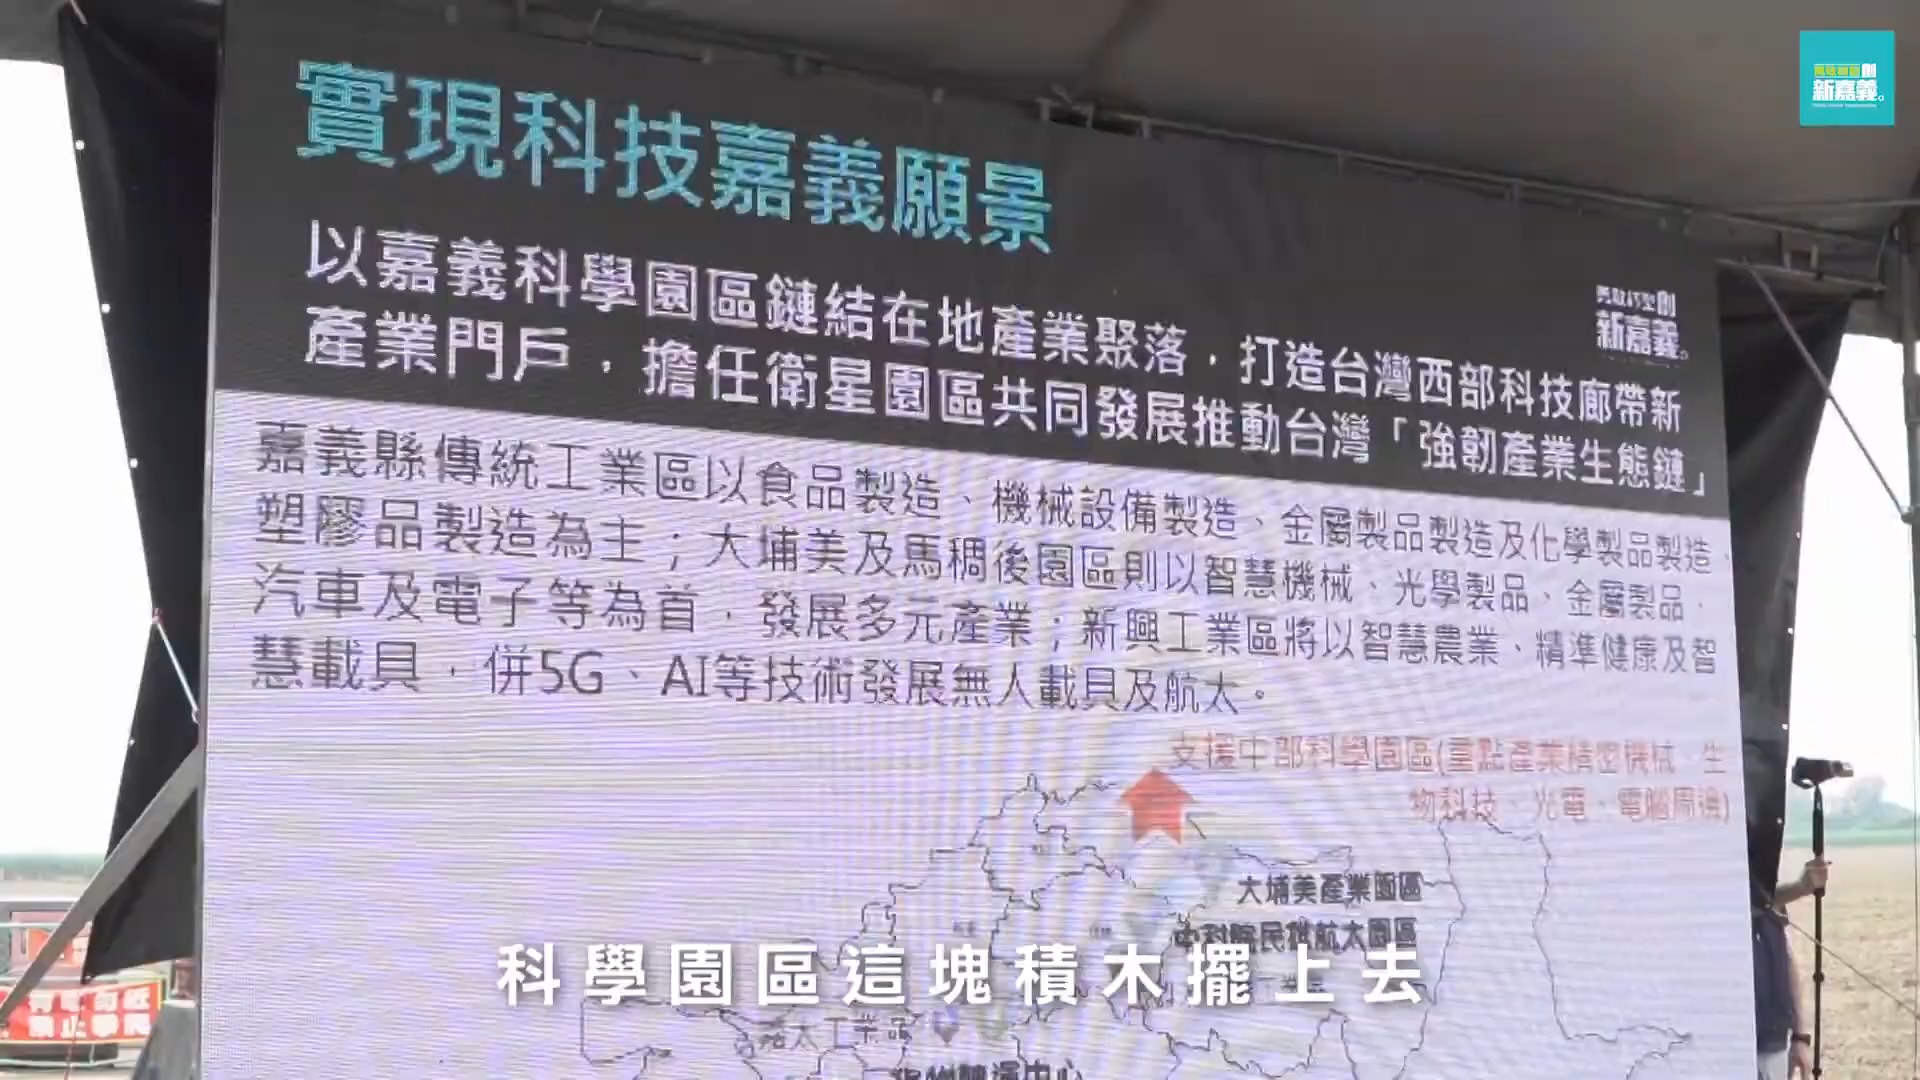 新嘉義。
實現科技嘉義願景
以嘉義科學園區鏈結在地產業聚落，打造台灣西部科技廊帶新
產業門戶，擔任衛星園區共同發展推動台灣「強韌產業生態鏈」
新嘉義。
嘉義縣傳統工業區以食品製造、機械設備製造、金屬製品製造及化學製品製造、
塑膠品製造為主；大埔美及馬稠後園區則以智慧機械、光學製品、金屬製品，
汽車及電子等為首，發展多元產業；新興工業區將以智慧農業、精準健康及智
慧載具，併5G、AI等技術發展無人載具及航太。
支援中部科學園區(重點產業精密機械、生
物科技、光電、電腦周邊)
大埔美產業園區
中科院民雄航太園區
科學園區這塊積木擺上去
嘉太工業區